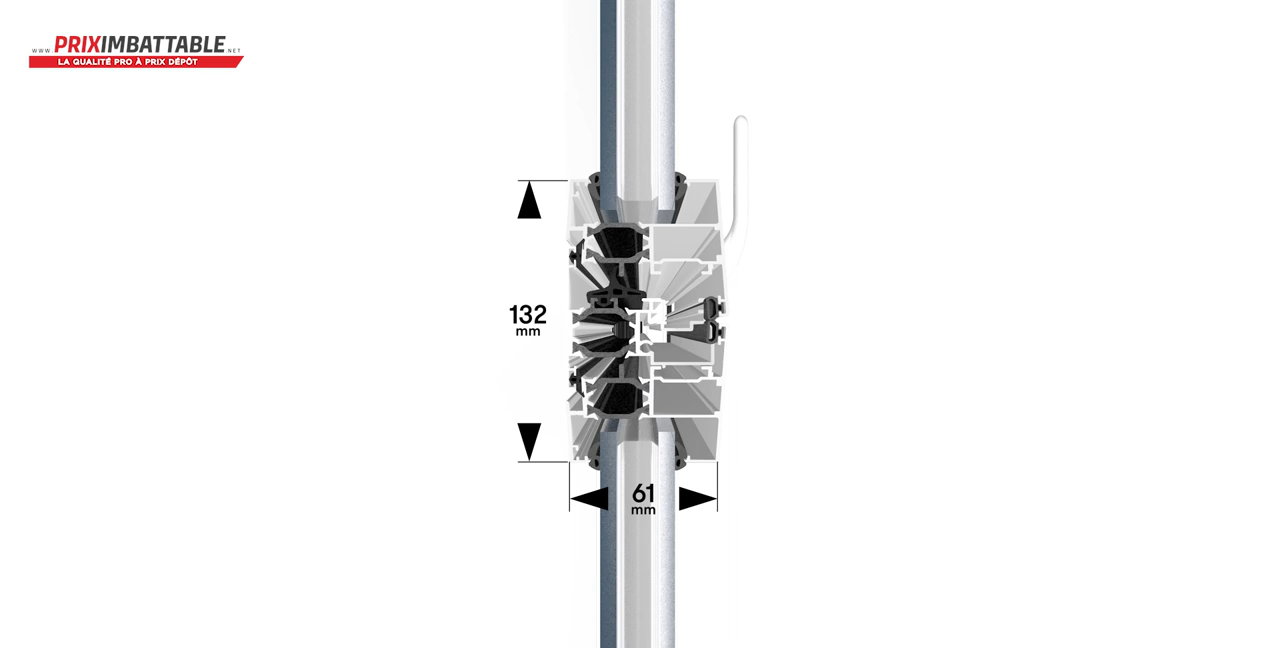 WWW.PRIXIMBATTABLE.NET
LA QUALITÉ PRO À PRIX DÉPÔT
132
mm
61
mm